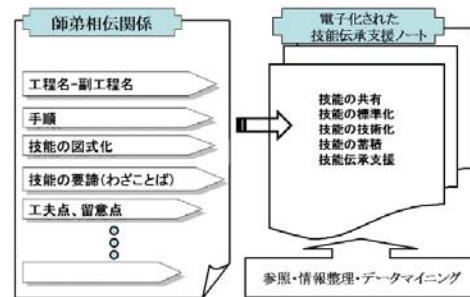 師弟相伝関係
工程名-副工程名
手順
技能の図式化
技能の要諦(わざことば)
工夫点、留意点
電子化された
技能伝承支援ノート
技能の共有
技能の標準化
技能の技術化
技能の蓄積
技能伝承支援
参照・情報整理・データマイニング